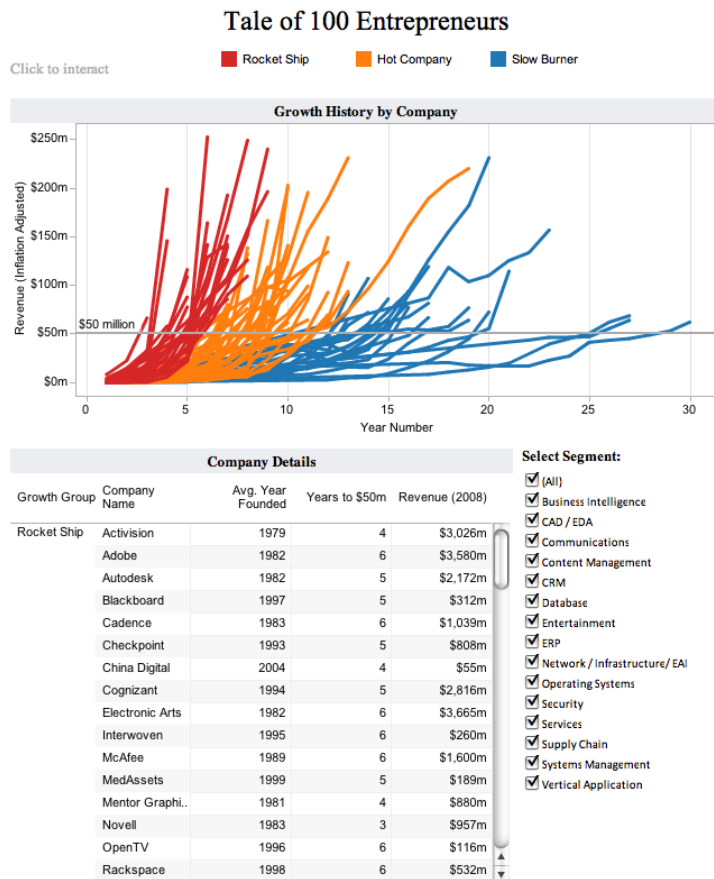 Tale of 100 Entrepreneurs
Click to interact
Rocket Ship Hot Company Slow Burner
Growth History by Company
Revenue (Inflation Adjusted)
$250m
$200m
$150m
$100m
$50 million
$50m
$0m
0 5 10 15 20 25 30
Year Number
Company Details
Growth Group Company Name Avg. Year Founded Years to $50m Revenue (2008)
Rocket Ship Activision 1979 4 $3,026m
Adobe 1982 6 $3,580m
Autodesk 1982 5 $2,172m
Blackboard 1997 5 $312m
Cadence 1983 6 $1,039m
Checkpoint 1993 5 $808m
China Digital 2004 4 $55m
Cognizant 1994 5 $2,816m
Electronic Arts 1982 6 $3,665m
Interwoven 1995 6 $260m
McAfee 1989 6 $1,600m
MedAssets 1999 5 $189m
Mentor Graphi.. 1981 4 $880m
Novell 1983 3 $957m
OpenTV 1996 6 $116m
Rackspace 1998 6 $532m
Select Segment:
(All)
Business Intelligence
CAD / EDA
Communications
Content Management
CRM
Database
Entertainment
ERP
Network / Infrastructure/ EAI
Operating Systems
Security
Services
Supply Chain
Systems Management
Vertical Application